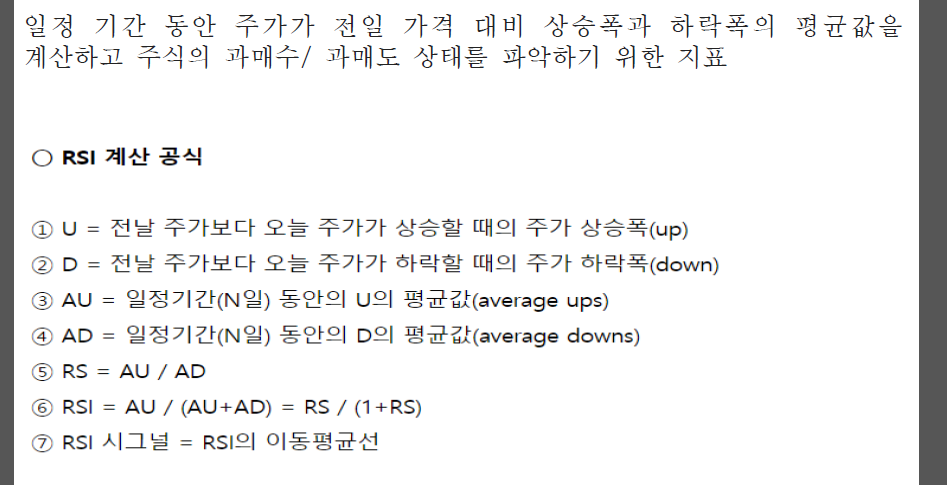 일정 기간 동안 주가가 전일 가격 대비 상승폭과 하락폭의 평균값을
계산하고 주식의 과매수/ 과매도 상태를 파악하기 위한 지표
○ RSI 계산 공식
① U = 전날 주가보다 오늘 주가가 상승할 때의 주가 상승폭(up)
② D = 전날 주가보다 오늘 주가가 하락할 때의 주가 하락폭(down)
③ AU = 일정기간(N일) 동안의 U의 평균값(average ups)
④ AD = 일정기간(N일) 동안의 D의 평균값(average downs)
⑤ RS = AU / AD
⑥ RSI = AU / (AU+AD) = RS / (1+RS)
⑦ RSI 시그널 = RSI의 이동평균선